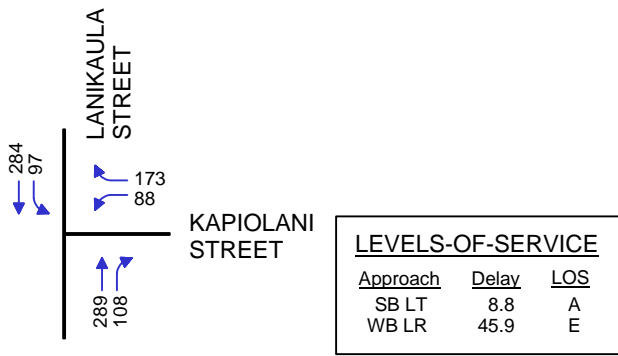 LANIKAULA
STREET
284
97
173
88
KAPIOLANI
STREET
289
108
LEVELS-OF-SERVICE
Approach Delay LOS
SB LT 8.8 A
WB LR 45.9 E